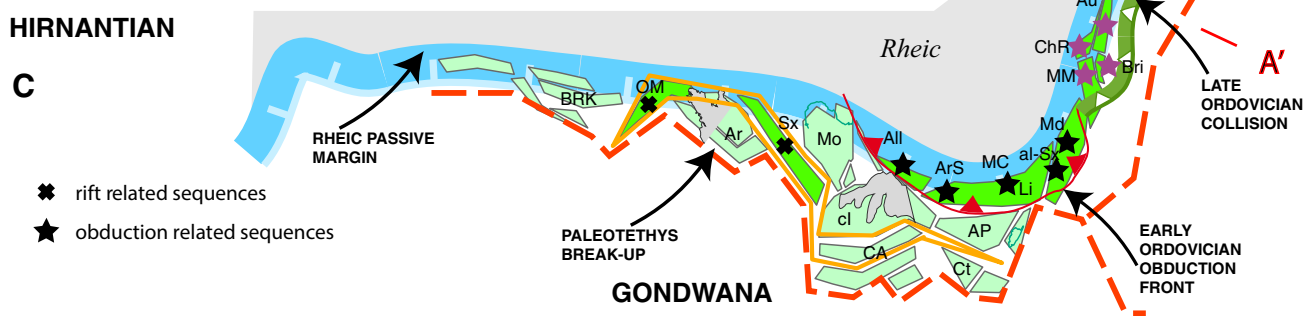 HIRNANTIAN
C
RHEIC PASSIVE
MARGIN
rift related sequences
obduction related sequences
BRK
OM
Ar
Sx
PALEOTETHYS
BREAK-UP
GONDWANA
Mo
cI
CA
Rheic
All
ArS
MC
Li
al-Sx
Md
AP
Ct
Au
ChR
MM
Bri
A′
LATE
ORDOVICIAN
COLLISION
EARLY
ORDOVICIAN
OBDUCTION
FRONT